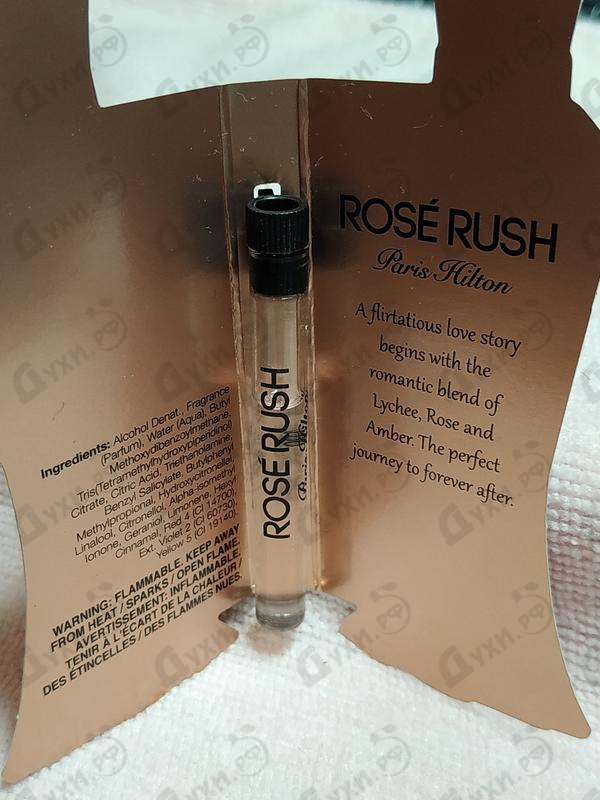 Ingredients: Alcohol Denat., Fragrance
(Parfum), Water (Aqua), Butyl
Methoxydibenzoylmethane,
Tris(Tetramethylhydroxypiperidinol)
Citrate, Citric Acid, Triethanolamine,
Benzyl Salicylate, Butylphenyl
Methylpropional, Hydroxycitronellal,
Linalool, Citronellol, Alpha-isomethyl
Ionone, Geraniol, Limonene, Hexyl
Cinnamal, Red 4 (CI 14700),
Ext. Violet 2 (CI 60730),
Yellow 5 (CI 19140).
WARNING: FLAMMABLE, KEEP AWAY
FROM HEAT / SPARKS / OPEN FLAME.
AVERTISSEMENT: INFLAMMABLE,
TENIR À L'ÉCART DE LA CHALEUR /
DES ÉTINCELLES / DES FLAMMES NUES.
ROSÉ RUSH
Paris Hilton
ROSÉ RUSH
Paris Hilton
A flirtatious love story
begins with the
romantic blend of
Lychee, Rose and
Amber. The perfect
journey to forever after.
Духи.РФ